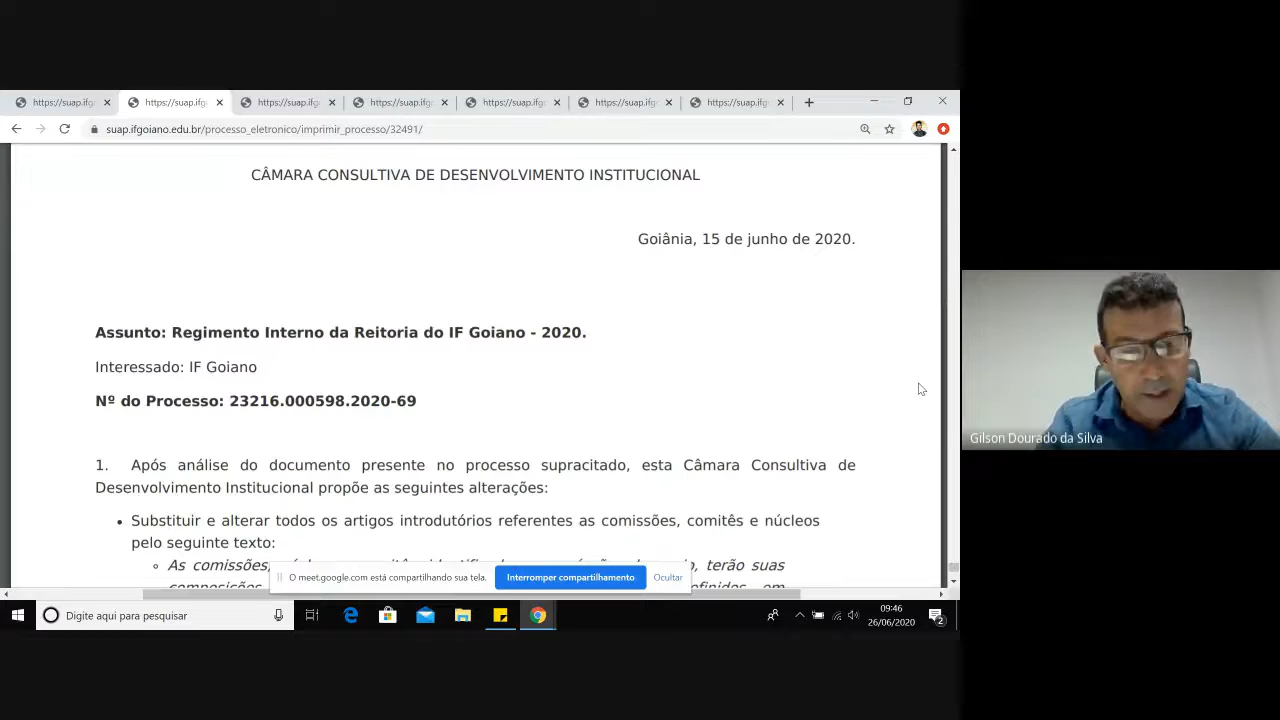 https://suap.ifg
https://suap.ifg
https://suap.ifg
https://suap.ifg
https://suap.ifg
https://suap.ifg
https://suap.ifg
suap.ifgoiano.edu.br/processo_eletronico/imprimir_processo/32491/
CÂMARA CONSULTIVA DE DESENVOLVIMENTO INSTITUCIONAL
Goiânia, 15 de junho de 2020.
Assunto: Regimento Interno da Reitoria do IF Goiano - 2020.
Interessado: IF Goiano
Nº do Processo: 23216.000598.2020-69
1. Após análise do documento presente no processo supracitado, esta Câmara Consultiva de
Desenvolvimento Institucional propõe as seguintes alterações:
• Substituir e alterar todos os artigos introdutórios referentes as comissões, comitês e núcleos
pelo seguinte texto:
As comissões, terão suas
composições
O meet.google.com está compartilhando sua tela.
Interromper compartilhamento
Ocultar
Digite aqui para pesquisar
09:46
26/06/2020
2
Gilson Dourado da Silva